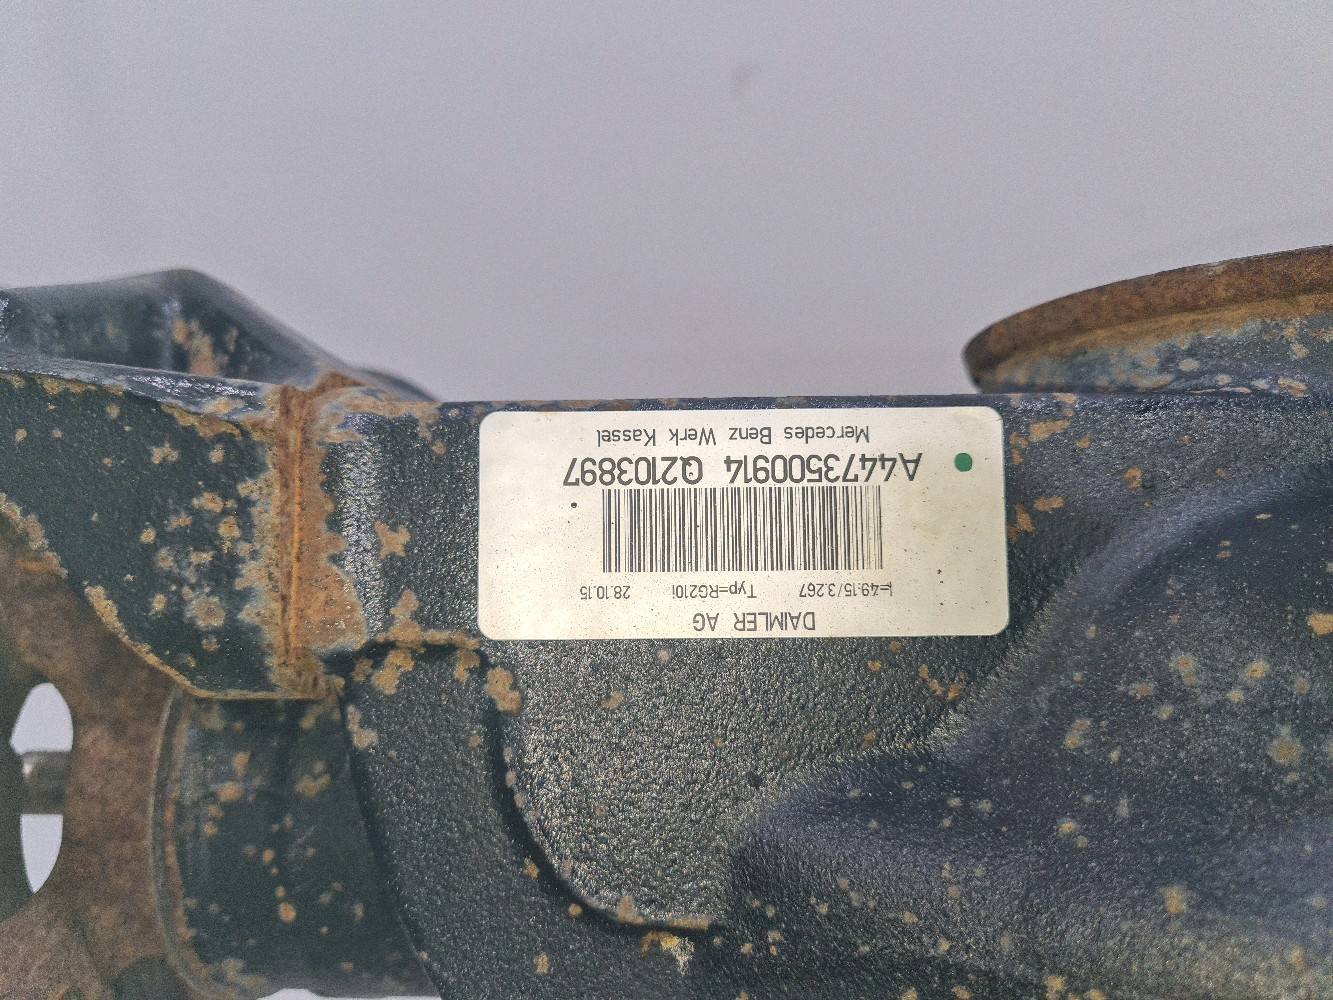 DAIMLER AG
i=49:15/3.267 Typ=RG210i 28.10.15
A4473500914 Q2103897
Mercedes Benz Werk Kassel